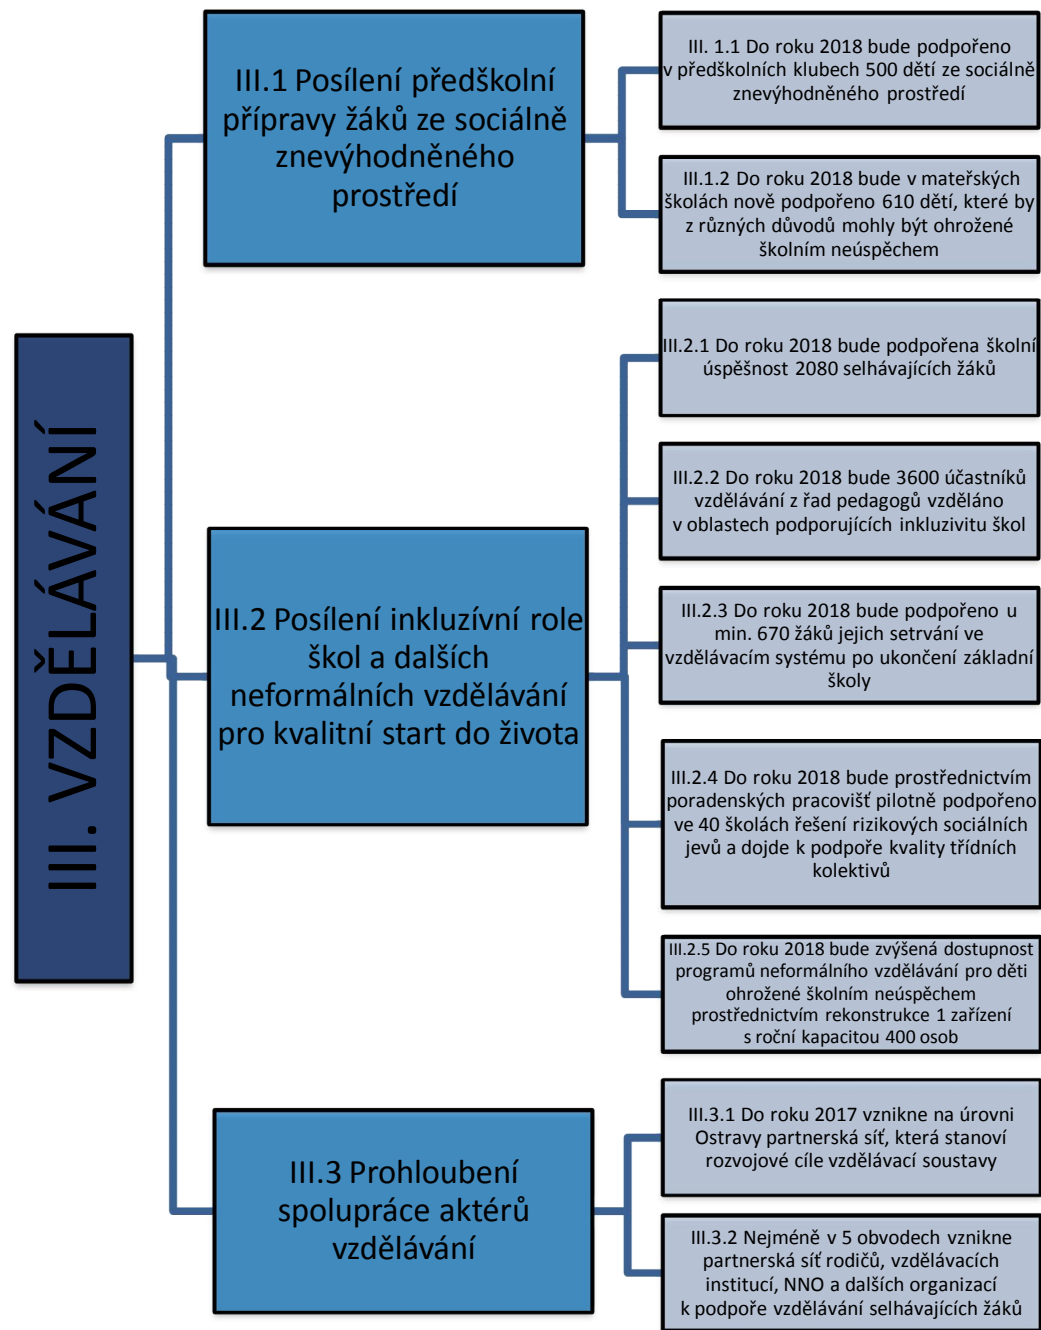 III. VZDĚLÁVÁNÍ
III.1 Posílení předškolní
přípravy žáků ze sociálně
znevýhodněného
prostředí
III. 1.1 Do roku 2018 bude podpořeno
v předškolních klubech 500 dětí ze sociálně
znevýhodněného prostředí
III.1.2 Do roku 2018 bude v mateřských
školách nově podpořeno 610 dětí, které by
z různých důvodů mohly být ohrožené
školním neúspěchem
III.2 Posílení inkluzívní role
škol a dalších
neformálních vzdělávání
pro kvalitní start do života
III.2.1 Do roku 2018 bude podpořena školní
úspěšnost 2080 selhávajících žáků
III.2.2 Do roku 2018 bude 3600 účastníků
vzdělávání z řad pedagogů vzděláno
v oblastech podporujících inkluzivitu škol
III.2.3 Do roku 2018 bude podpořeno u
min. 670 žáků jejich setrvání ve
vzdělávacím systému po ukončení základní
školy
III.2.4 Do roku 2018 bude prostřednictvím
poradenských pracovišť pilotně podpořeno
ve 40 školách řešení rizikových sociálních
jevů a dojde k podpoře kvality třídních
kolektivů
III.2.5 Do roku 2018 bude zvýšená dostupnost
programů neformálního vzdělávání pro děti
ohrožené školním neúspěchem
prostřednictvím rekonstrukce 1 zařízení
s roční kapacitou 400 osob
III.3 Prohloubení
spolupráce aktérů
vzdělávání
III.3.1 Do roku 2017 vznikne na úrovni
Ostravy partnerská síť, která stanoví
rozvojové cíle vzdělávací soustavy
III.3.2 Nejméně v 5 obvodech vznikne
partnerská síť rodičů, vzdělávacích
institucí, NNO a dalších organizací
k podpoře vzdělávání selhávajících žáků